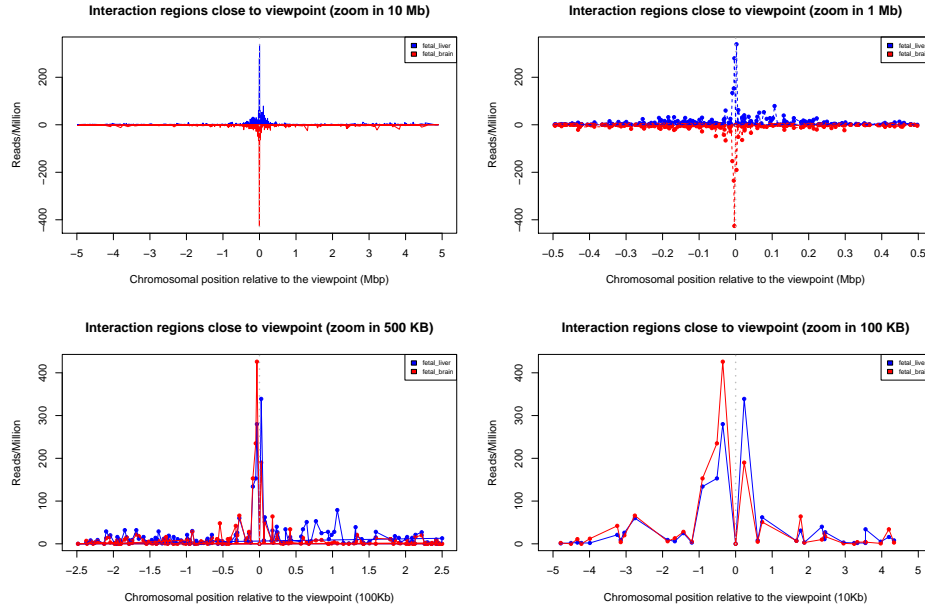 Interaction regions close to viewpoint (zoom in 10 Mb)
Reads/Million
200
0
−200
−400
fetal_liver
fetal_brain
−5 −4 −3 −2 −1 0 1 2 3 4 5
Chromosomal position relative to the viewpoint (Mbp)
Interaction regions close to viewpoint (zoom in 1 Mb)
Reads/Million
200
0
−200
−400
fetal_liver
fetal_brain
−0.5 −0.4 −0.3 −0.2 −0.1 0 0.1 0.2 0.3 0.4 0.5
Chromosomal position relative to the viewpoint (Mbp)
Interaction regions close to viewpoint (zoom in 500 KB)
Reads/Million
400
300
200
100
0
fetal_liver
fetal_brain
−2.5 −2 −1.5 −1 −0.5 0 0.5 1 1.5 2 2.5
Chromosomal position relative to the viewpoint (100Kb)
Interaction regions close to viewpoint (zoom in 100 KB)
Reads/Million
400
300
200
100
0
fetal_liver
fetal_brain
−5 −4 −3 −2 −1 0 1 2 3 4 5
Chromosomal position relative to the viewpoint (10Kb)